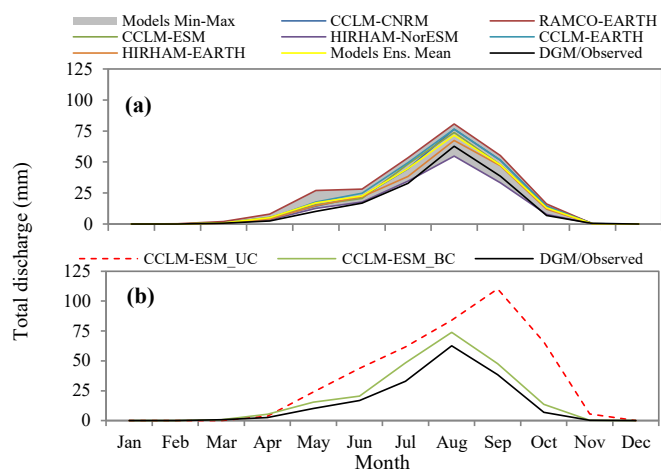 Models Min-Max CCLM-CNRM RAMCO-EARTH
CCLM-ESM HIRHAM-NorESM CCLM-EARTH
HIRHAM-EARTH Models Ens. Mean DGM/Observed
125
(a)
100
75
50
25
0
Total discharge (mm)
CCLM-ESM_UC CCLM-ESM_BC DGM/Observed
125
(b)
100
75
50
25
0
Jan Feb Mar Apr May Jun Jul Aug Sep Oct Nov Dec
Month